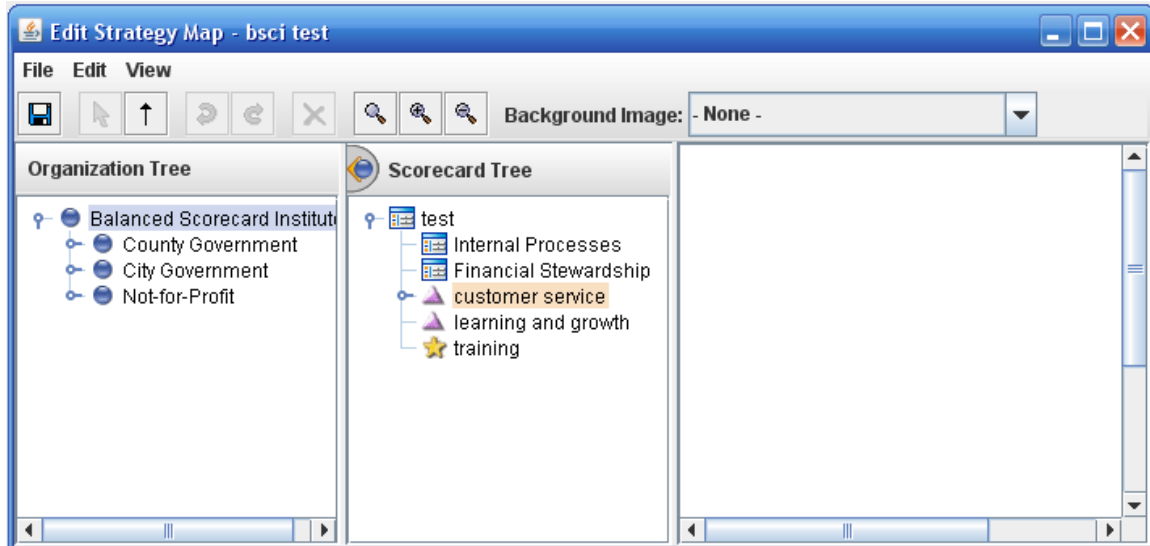 Edit Strategy Map - bsci test
File Edit View
Background Image: - None -
Organization Tree
Balanced Scorecard Institute
County Government
City Government
Not-for-Profit
Scorecard Tree
test
Internal Processes
Financial Stewardship
customer service
learning and growth
training